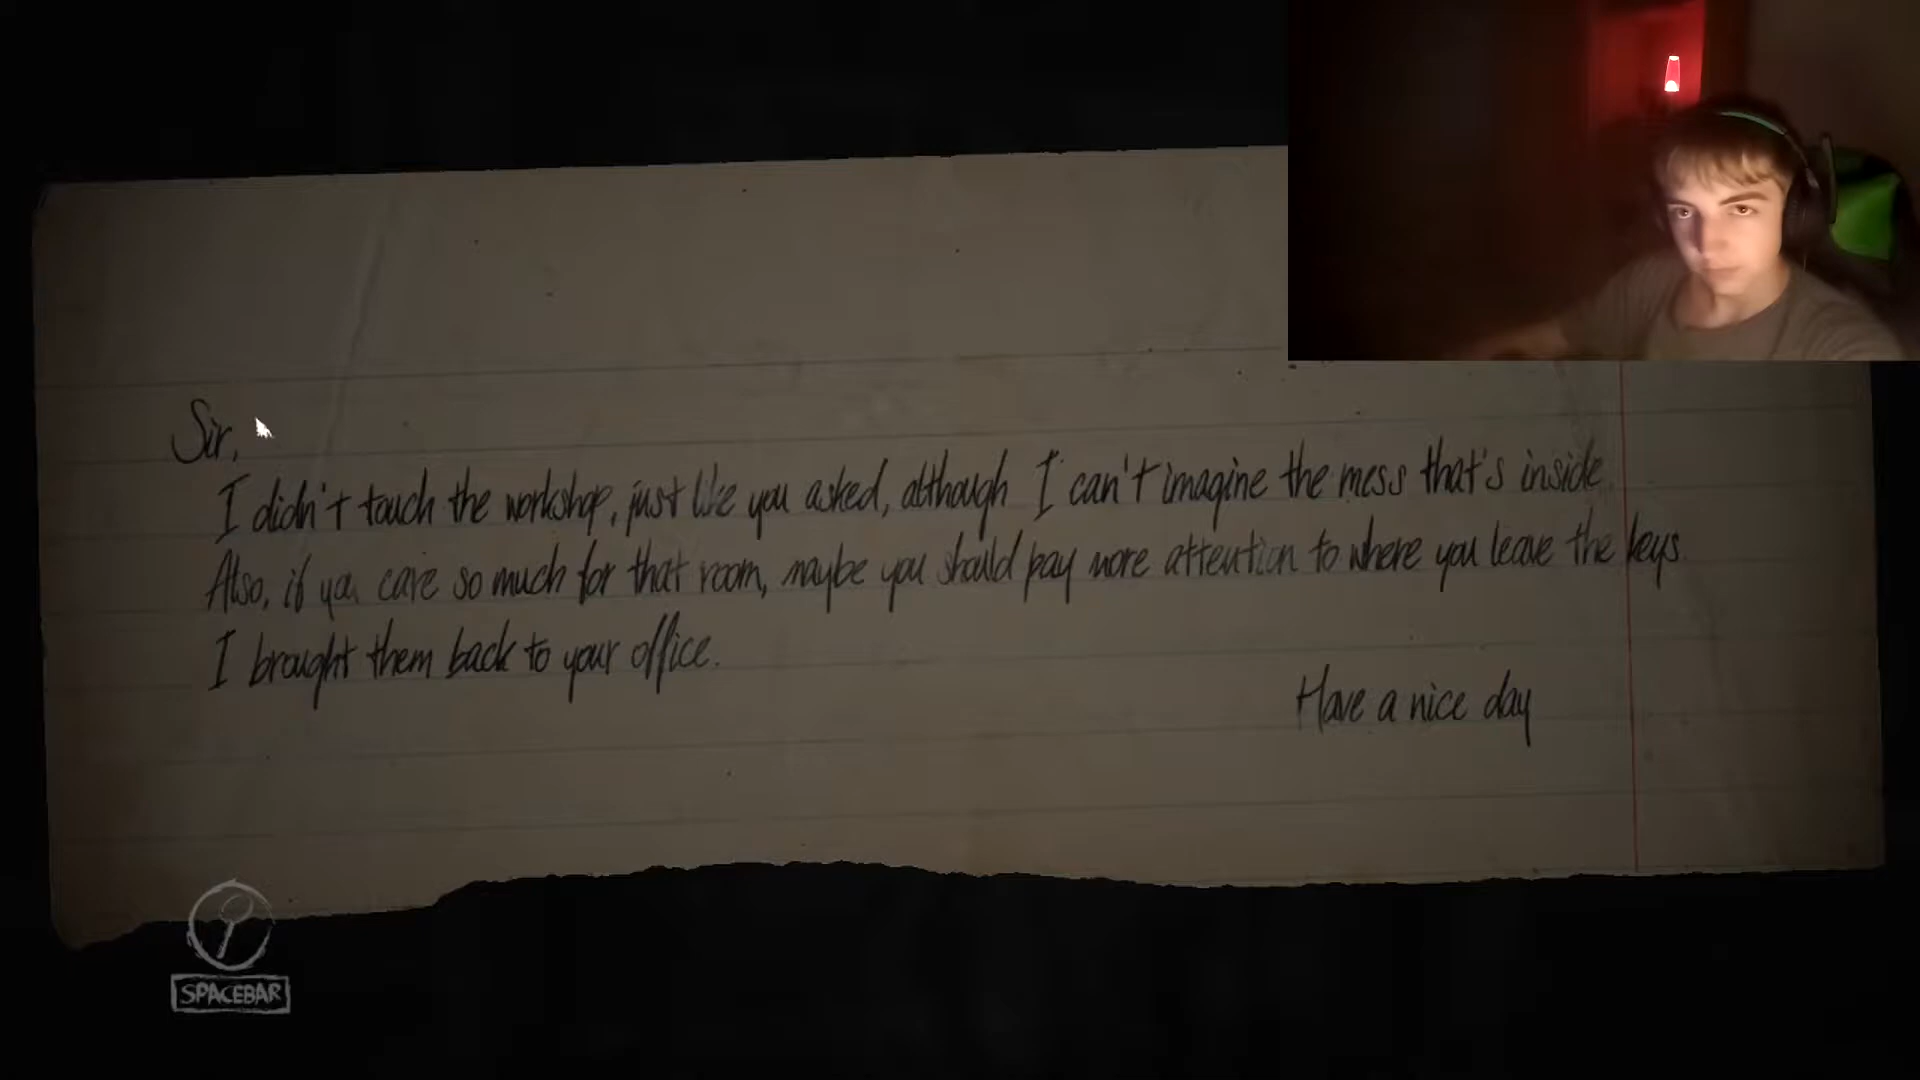 Sir,
I didn't touch the workshop, just like you asked, although I can't imagine the mess that's inside.
Also, if you care so much for that room, maybe you should pay more attention to where you leave the keys.
I brought them back to your office.
Have a nice day
SPACEBAR